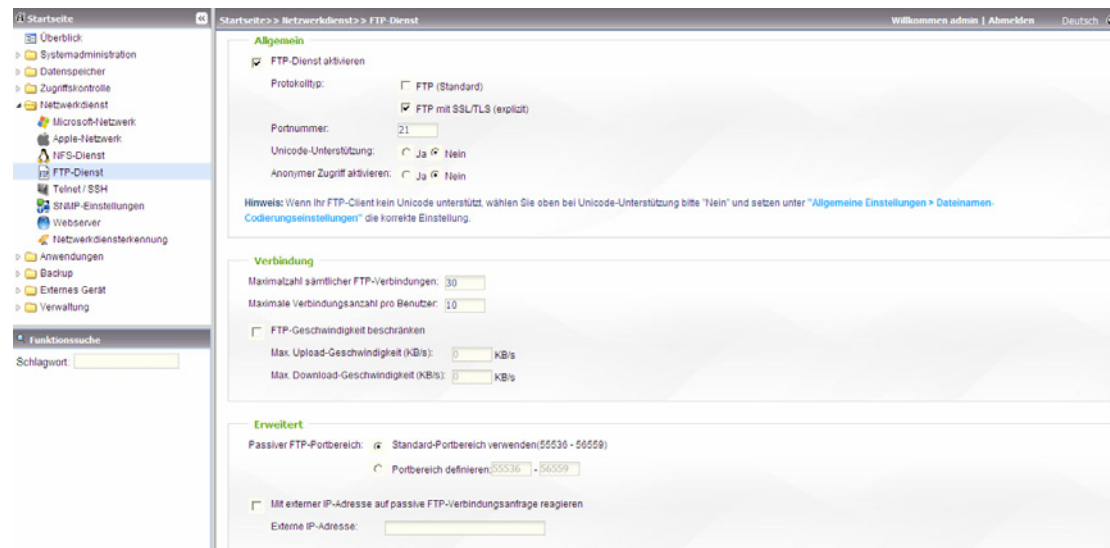 Startseite
Startseite>> Netzwerkdienst>> FTP-Dienst
Willkommen admin | Abmelden
Deutsch
Überblick
Systemadministration
Datenspeicher
Zugriffskontrolle
Netzwerkdienst
Microsoft-Netzwerk
Apple-Netzwerk
NFS-Dienst
FTP-Dienst
Telnet / SSH
SNMP-Einstellungen
Webserver
Netzwerkdiensterkennung
Anwendungen
Backup
Externes Gerät
Verwaltung
Funktionssuche
Schlagwort:
Allgemein
FTP-Dienst aktivieren
Protokolltyp: FTP (Standard)
FTP mit SSL/TLS (explizit)
Portnummer: 21
Unicode-Unterstützung: Ja Nein
Anonymer Zugriff aktivieren: Ja Nein
Hinweis: Wenn Ihr FTP-Client kein Unicode unterstützt, wählen Sie oben bei Unicode-Unterstützung bitte "Nein" und setzen unter "Allgemeine Einstellungen > Dateinamen-
Codierungseinstellungen" die korrekte Einstellung.
Verbindung
Maximalzahl sämtlicher FTP-Verbindungen: 30
Maximale Verbindungsanzahl pro Benutzer: 10
FTP-Geschwindigkeit beschränken
Max. Upload-Geschwindigkeit (KB/s): 0 KB/s
Max. Download-Geschwindigkeit (KB/s): 0 KB/s
Erweitert
Passiver FTP-Portbereich: Standard-Portbereich verwenden(55536 - 56559)
Portbereich definieren:55536 - 56559
Mit externer IP-Adresse auf passive FTP-Verbindungsanfrage reagieren
Externe IP-Adresse: